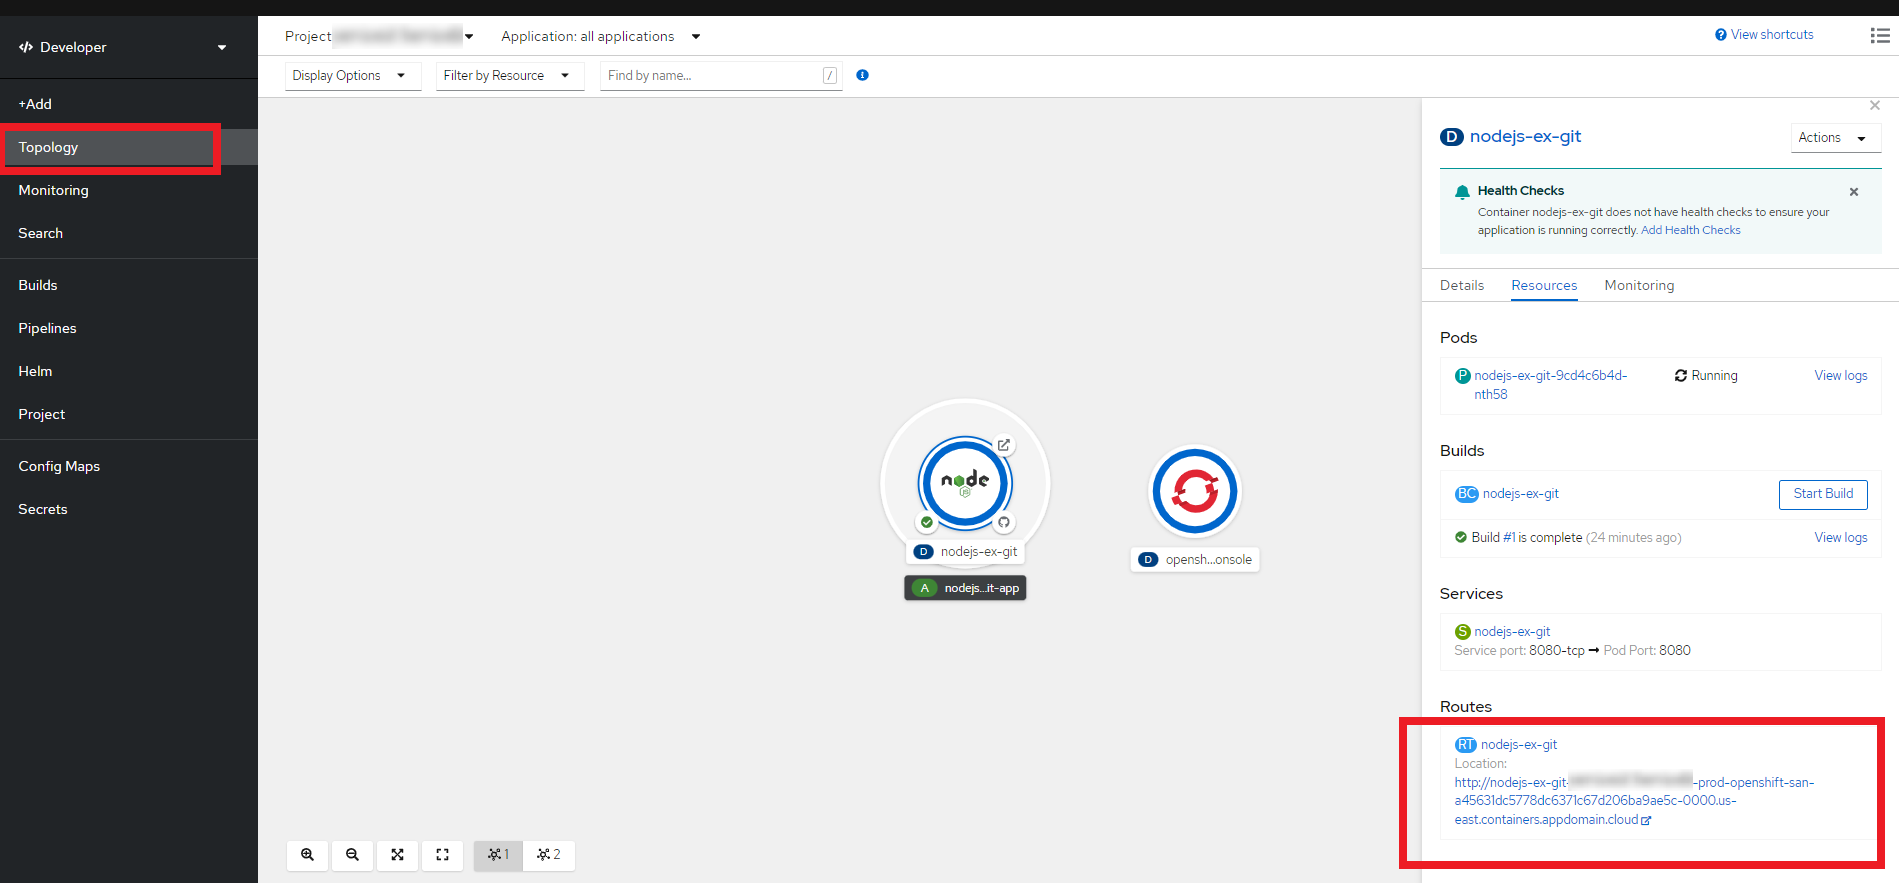 Developer
Project
Application: all applications
View shortcuts
Display Options
Filter by Resource
Find by name...
/
+Add
Topology
Monitoring
Search
Builds
Pipelines
Helm
Project
Config Maps
Secrets
node
JS
D nodejs-ex-git
A nodejs...it-app
D opensh...onsole
1
2
D nodejs-ex-git
Actions
Health Checks
Container nodejs-ex-git does not have health checks to ensure your
application is running correctly. Add Health Checks
Details Resources Monitoring
Pods
P nodejs-ex-git-9cd4c6b4d-
nth58
Running
View logs
Builds
BC nodejs-ex-git
Start Build
Build #1 is complete (24 minutes ago)
View logs
Services
S nodejs-ex-git
Service port: 8080-tcp → Pod Port: 8080
Routes
RT nodejs-ex-git
Location:
http://nodejs-ex-git- -prod-openshift-san-
a45631dc5778dc6371c67d206ba9ae5c-0000.us-
east.containers.appdomain.cloud